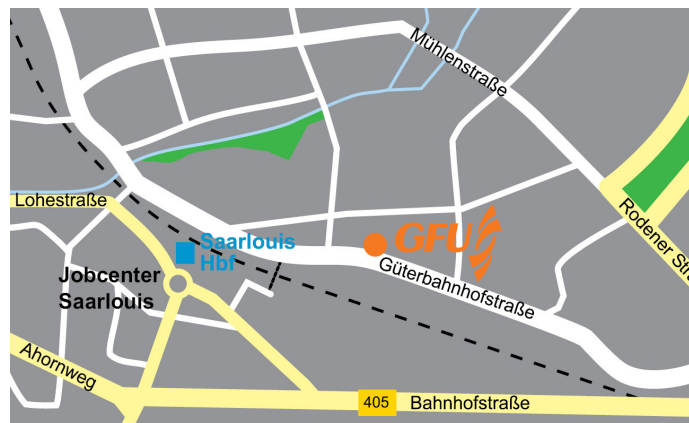 Mühlenstraße
Lohestraße
Saarlouis
Hbf
GFU
Rodener Str
Jobcenter
Saarlouis
Güterbahnhofstraße
Ahornweg
405
Bahnhofstraße